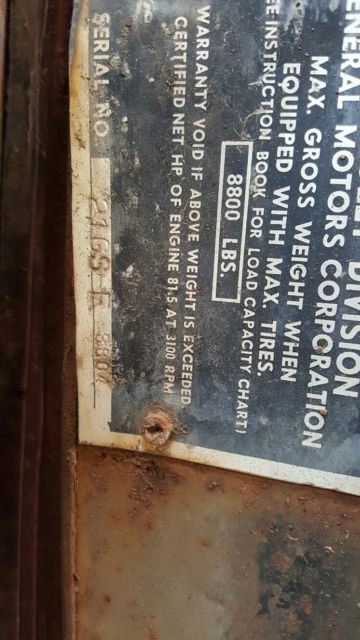 DIVISION
ENERAL MOTORS CORPORATION
MAX. GROSS WEIGHT WHEN
EQUIPPED WITH MAX. TIRES.
E INSTRUCTION BOOK FOR LOAD CAPACITY CHART)
8800 LBS.
WARRANTY VOID IF ABOVE WEIGHT IS EXCEEDED
CERTIFIED NET HP OF ENGINE 81.5 AT 3100 RPM
SERIAL NO